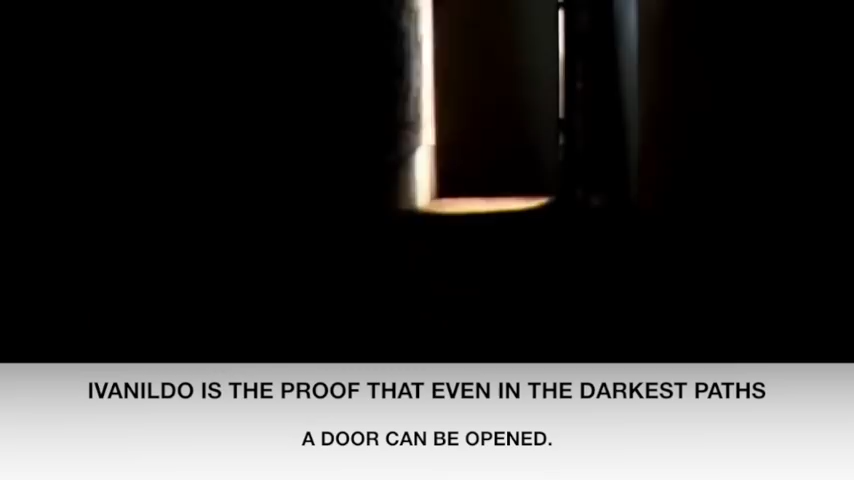 IVANILDO IS THE PROOF THAT EVEN IN THE DARKEST PATHS
A DOOR CAN BE OPENED.